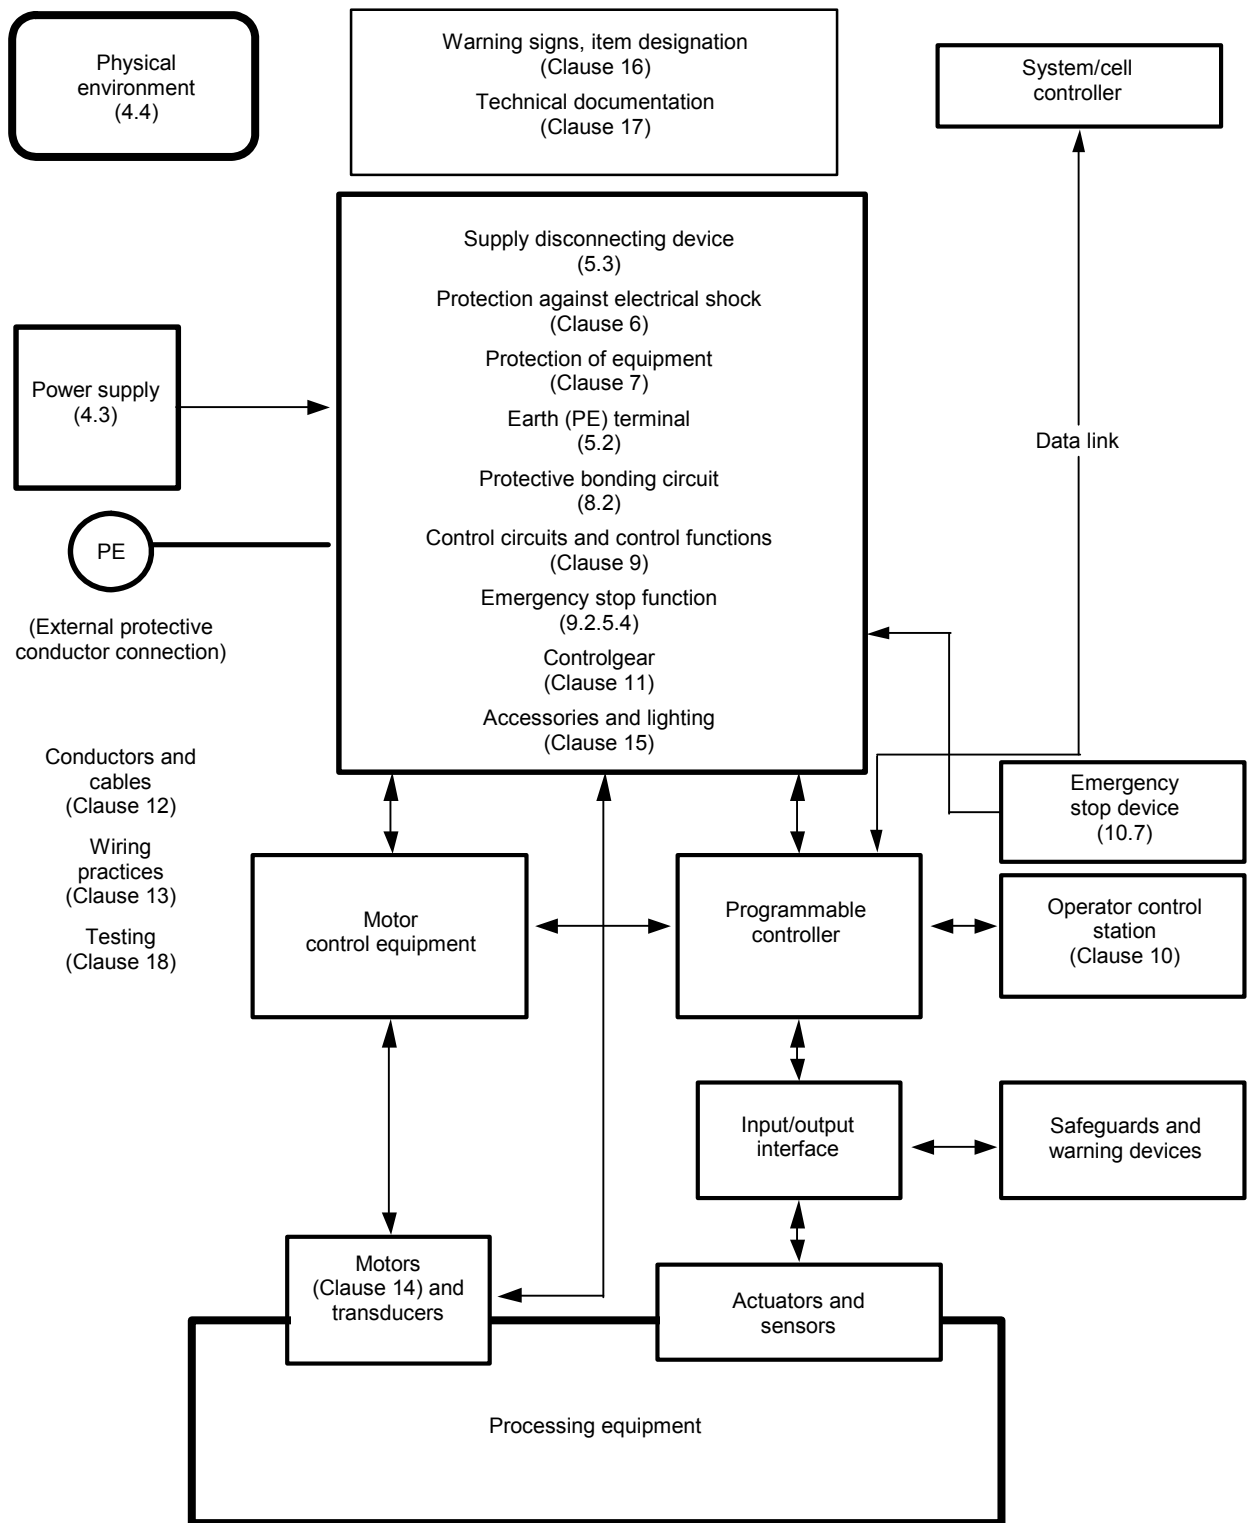 Physical
environment
(4.4)
Warning signs, item designation
(Clause 16)
Technical documentation
(Clause 17)
System/cell
controller
Supply disconnecting device
(5.3)
Protection against electrical shock
(Clause 6)
Protection of equipment
(Clause 7)
Earth (PE) terminal
(5.2)
Protective bonding circuit
(8.2)
Control circuits and control functions
(Clause 9)
Emergency stop function
(9.2.5.4)
Controlgear
(Clause 11)
Accessories and lighting
(Clause 15)
Power supply
(4.3)
Data link
PE
(External protective
conductor connection)
Conductors and
cables
(Clause 12)
Wiring
practices
(Clause 13)
Testing
(Clause 18)
Emergency
stop device
(10.7)
Motor
control equipment
Programmable
controller
Operator control
station
(Clause 10)
Input/output
interface
Safeguards and
warning devices
Motors
(Clause 14) and
transducers
Actuators and
sensors
Processing equipment